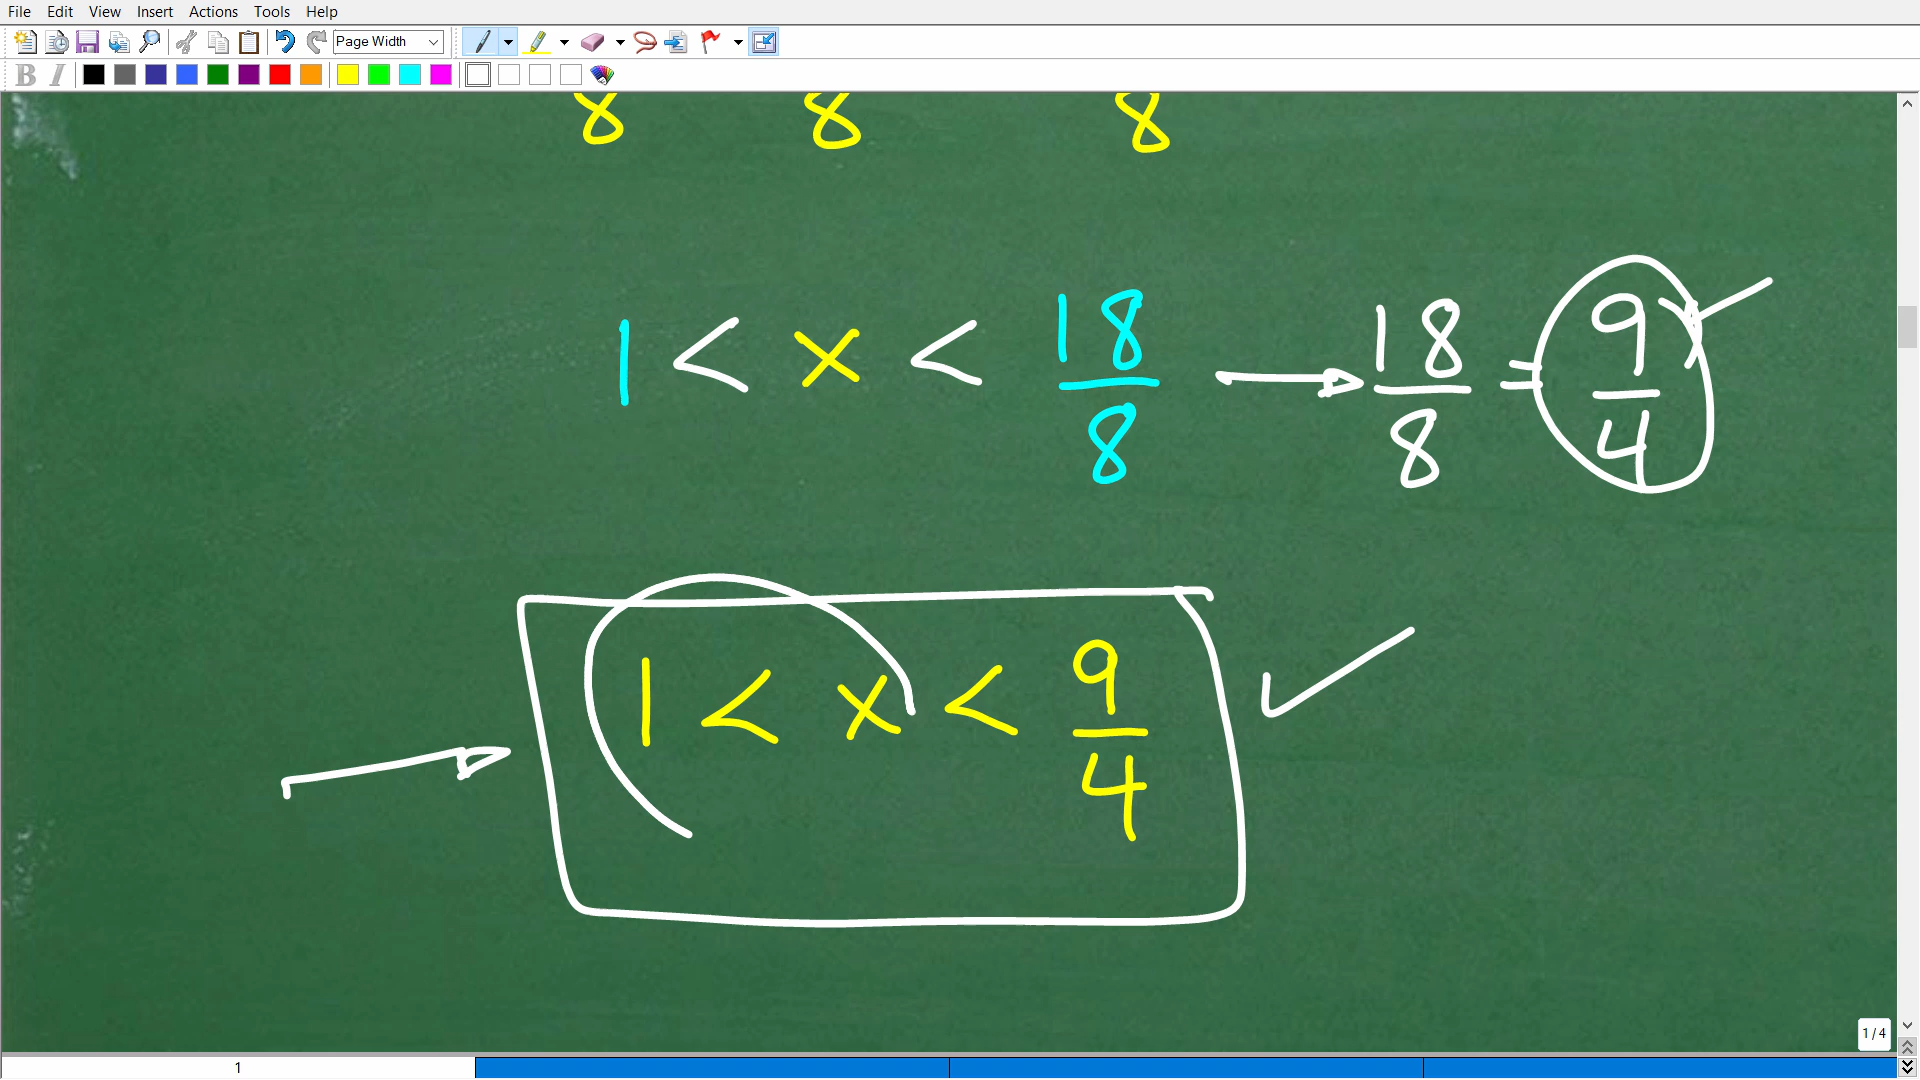 File Edit View Insert Actions Tools Help
Page Width
B I
8 8 8
1 < x < 18/8 → 18/8 = 9/4
1 < x < 9/4
1 / 4
1